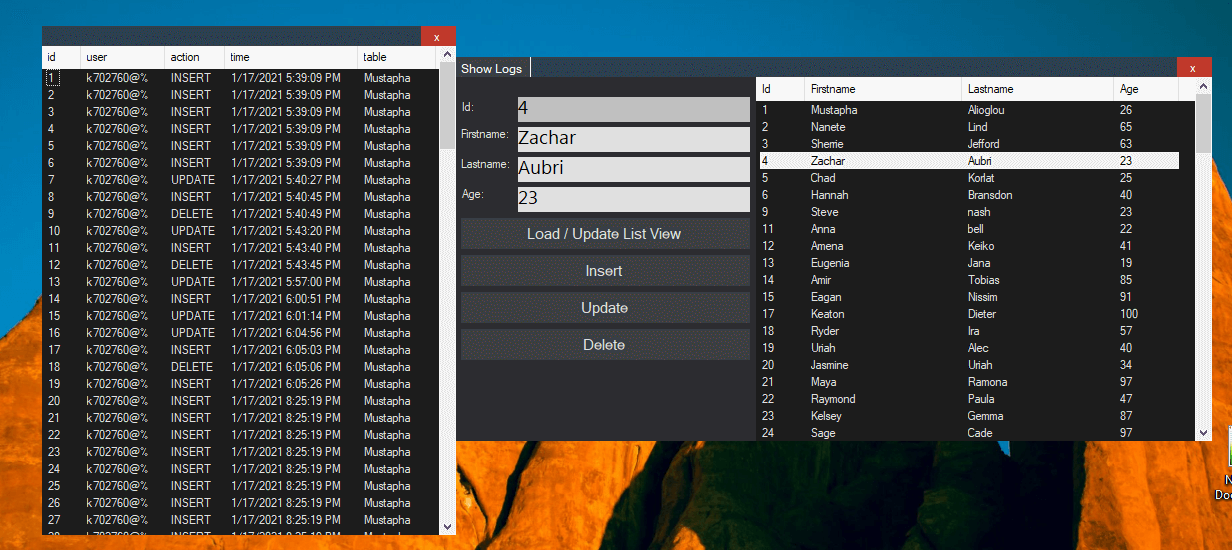 x
id user action time table
1 k702760@% INSERT 1/17/2021 5:39:09 PM Mustapha
2 k702760@% INSERT 1/17/2021 5:39:09 PM Mustapha
3 k702760@% INSERT 1/17/2021 5:39:09 PM Mustapha
4 k702760@% INSERT 1/17/2021 5:39:09 PM Mustapha
5 k702760@% INSERT 1/17/2021 5:39:09 PM Mustapha
6 k702760@% INSERT 1/17/2021 5:39:09 PM Mustapha
7 k702760@% UPDATE 1/17/2021 5:40:27 PM Mustapha
8 k702760@% INSERT 1/17/2021 5:40:45 PM Mustapha
9 k702760@% DELETE 1/17/2021 5:40:49 PM Mustapha
10 k702760@% UPDATE 1/17/2021 5:43:20 PM Mustapha
11 k702760@% INSERT 1/17/2021 5:43:40 PM Mustapha
12 k702760@% DELETE 1/17/2021 5:43:45 PM Mustapha
13 k702760@% UPDATE 1/17/2021 5:57:00 PM Mustapha
14 k702760@% INSERT 1/17/2021 6:00:51 PM Mustapha
15 k702760@% UPDATE 1/17/2021 6:01:14 PM Mustapha
16 k702760@% UPDATE 1/17/2021 6:04:56 PM Mustapha
17 k702760@% INSERT 1/17/2021 6:05:03 PM Mustapha
18 k702760@% DELETE 1/17/2021 6:05:06 PM Mustapha
19 k702760@% INSERT 1/17/2021 6:05:26 PM Mustapha
20 k702760@% INSERT 1/17/2021 8:25:19 PM Mustapha
21 k702760@% INSERT 1/17/2021 8:25:19 PM Mustapha
22 k702760@% INSERT 1/17/2021 8:25:19 PM Mustapha
23 k702760@% INSERT 1/17/2021 8:25:19 PM Mustapha
24 k702760@% INSERT 1/17/2021 8:25:19 PM Mustapha
25 k702760@% INSERT 1/17/2021 8:25:19 PM Mustapha
26 k702760@% INSERT 1/17/2021 8:25:19 PM Mustapha
27 k702760@% INSERT 1/17/2021 8:25:19 PM Mustapha
Show Logs
x
Id: 4
Firstname: Zachar
Lastname: Aubri
Age: 23
Load / Update List View
Insert
Update
Delete
Id Firstname Lastname Age
1 Mustapha Alioglou 26
2 Nanete Lind 65
3 Sherrie Jefford 63
4 Zachar Aubri 23
5 Chad Korlat 25
6 Hannah Bransdon 40
9 Steve nash 23
11 Anna bell 22
12 Amena Keiko 41
13 Eugenia Jana 19
14 Amir Tobias 85
15 Eagan Nissim 91
17 Keaton Dieter 100
18 Ryder Ira 57
19 Uriah Alec 40
20 Jasmine Uriah 34
21 Maya Ramona 97
22 Raymond Paula 47
23 Kelsey Gemma 87
24 Sage Cade 97